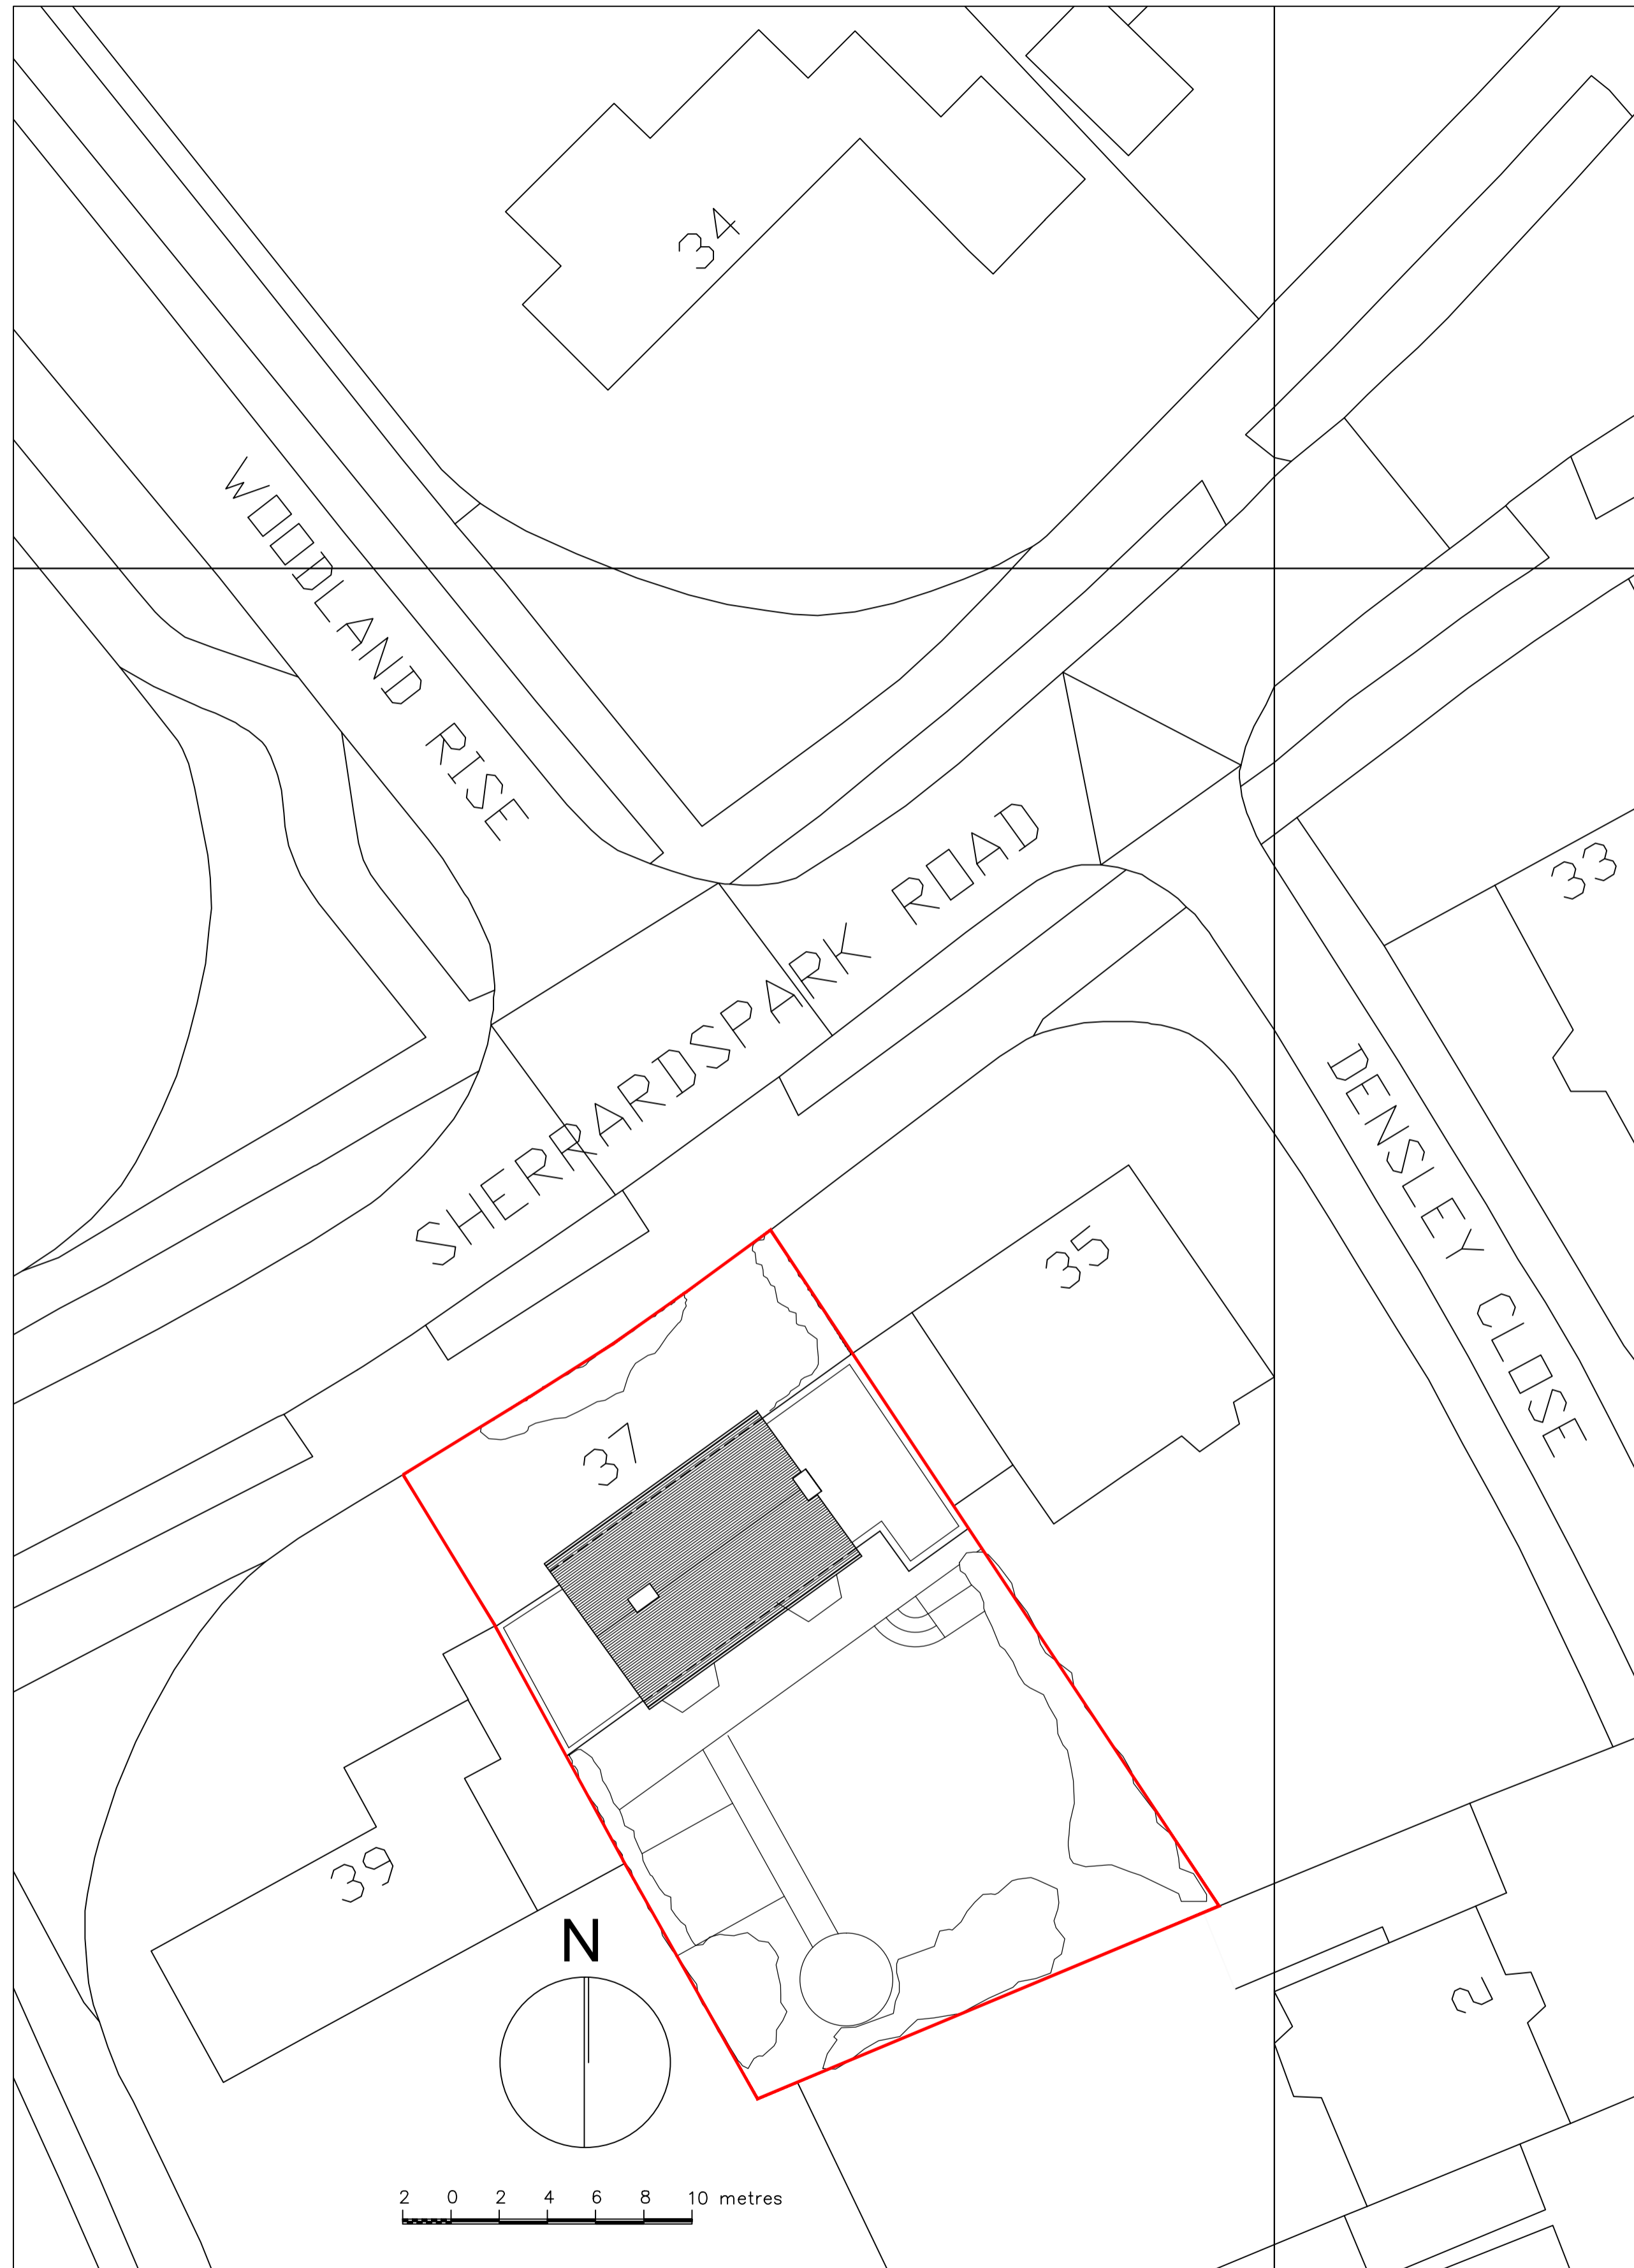 34
WOODLAND RISE
SHERRARDSPARK ROAD
33
DENSLEY CLOSE
35
37
39
N
2
2 0 2 4 6 8 10 metres